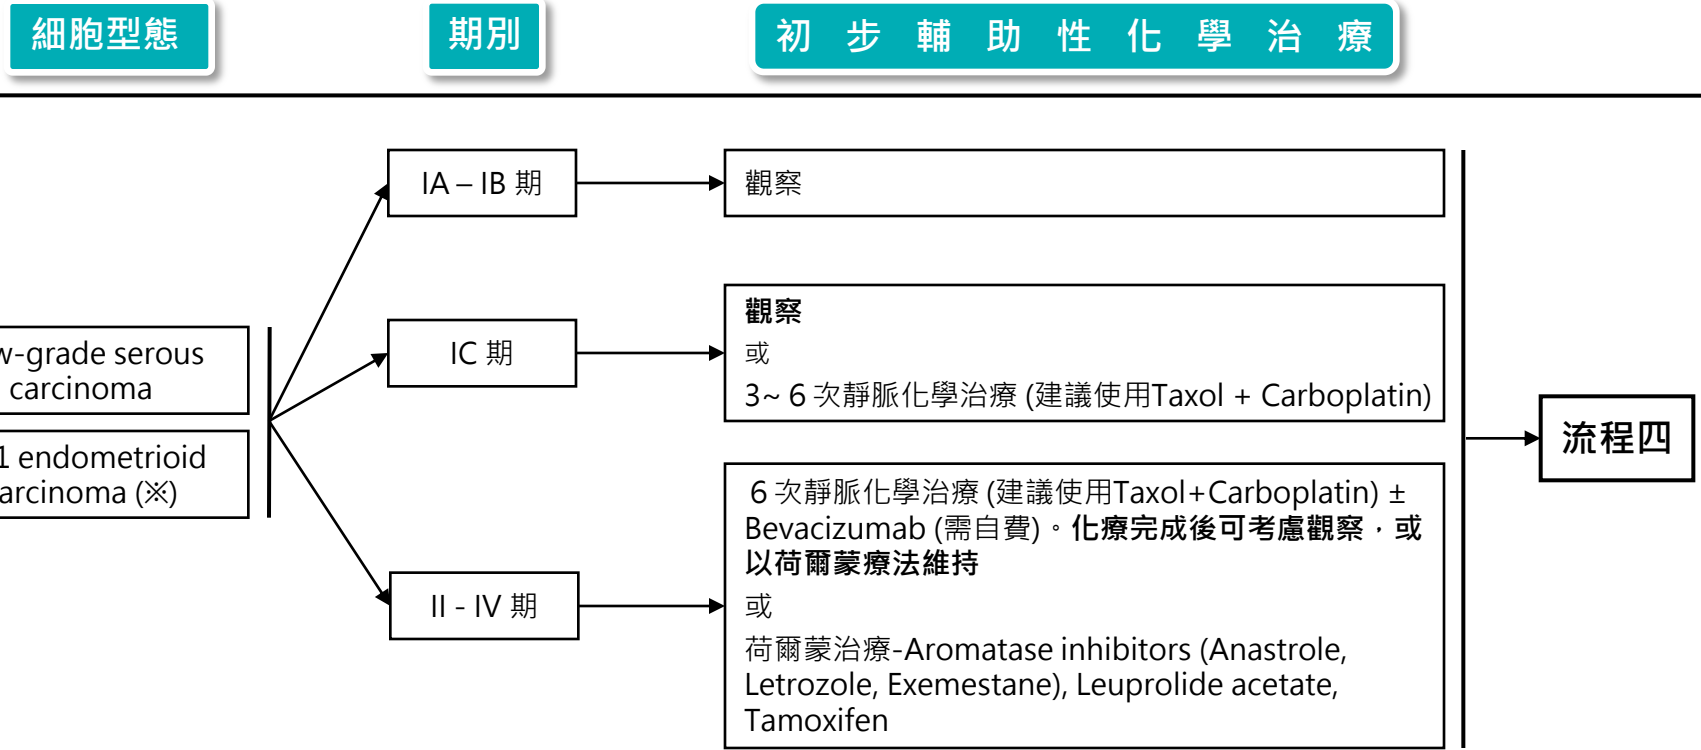 細胞型態
期別
初步輔助性化學治療
IA – IB 期
觀察
w-grade serous
carcinoma
1 endometrioid
arcinoma (※)
IC 期
觀察
或
3~ 6 次靜脈化學治療 (建議使用Taxol + Carboplatin)
II - IV 期
6 次靜脈化學治療 (建議使用Taxol+Carboplatin) ±
Bevacizumab (需自費)。化療完成後可考慮觀察，或
以荷爾蒙療法維持
或
荷爾蒙治療-Aromatase inhibitors (Anastrole,
Letrozole, Exemestane), Leuprolide acetate,
Tamoxifen
流程四